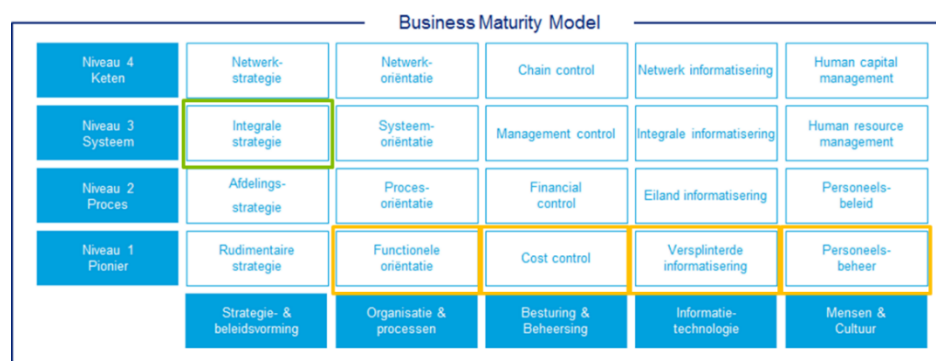 Business Maturity Model
Niveau 4
Keten
Netwerk-
strategie
Netwerk-
oriëntatie
Chain control
Netwerk informatisering
Human capital
management
Niveau 3
Systeem
Integrale
strategie
Systeem-
oriëntatie
Management control
Integrale informatisering
Human resource
management
Niveau 2
Proces
Afdelings-
strategie
Proces-
oriëntatie
Financial
control
Eiland informatisering
Personeels-
beleid
Niveau 1
Pionier
Rudimentaire
strategie
Functionele
oriëntatie
Cost control
Versplinterde
informatisering
Personeels-
beheer
Strategie- &
beleidsvorming
Organisatie &
processen
Besturing &
Beheersing
Informatie-
technologie
Mensen &
Cultuur